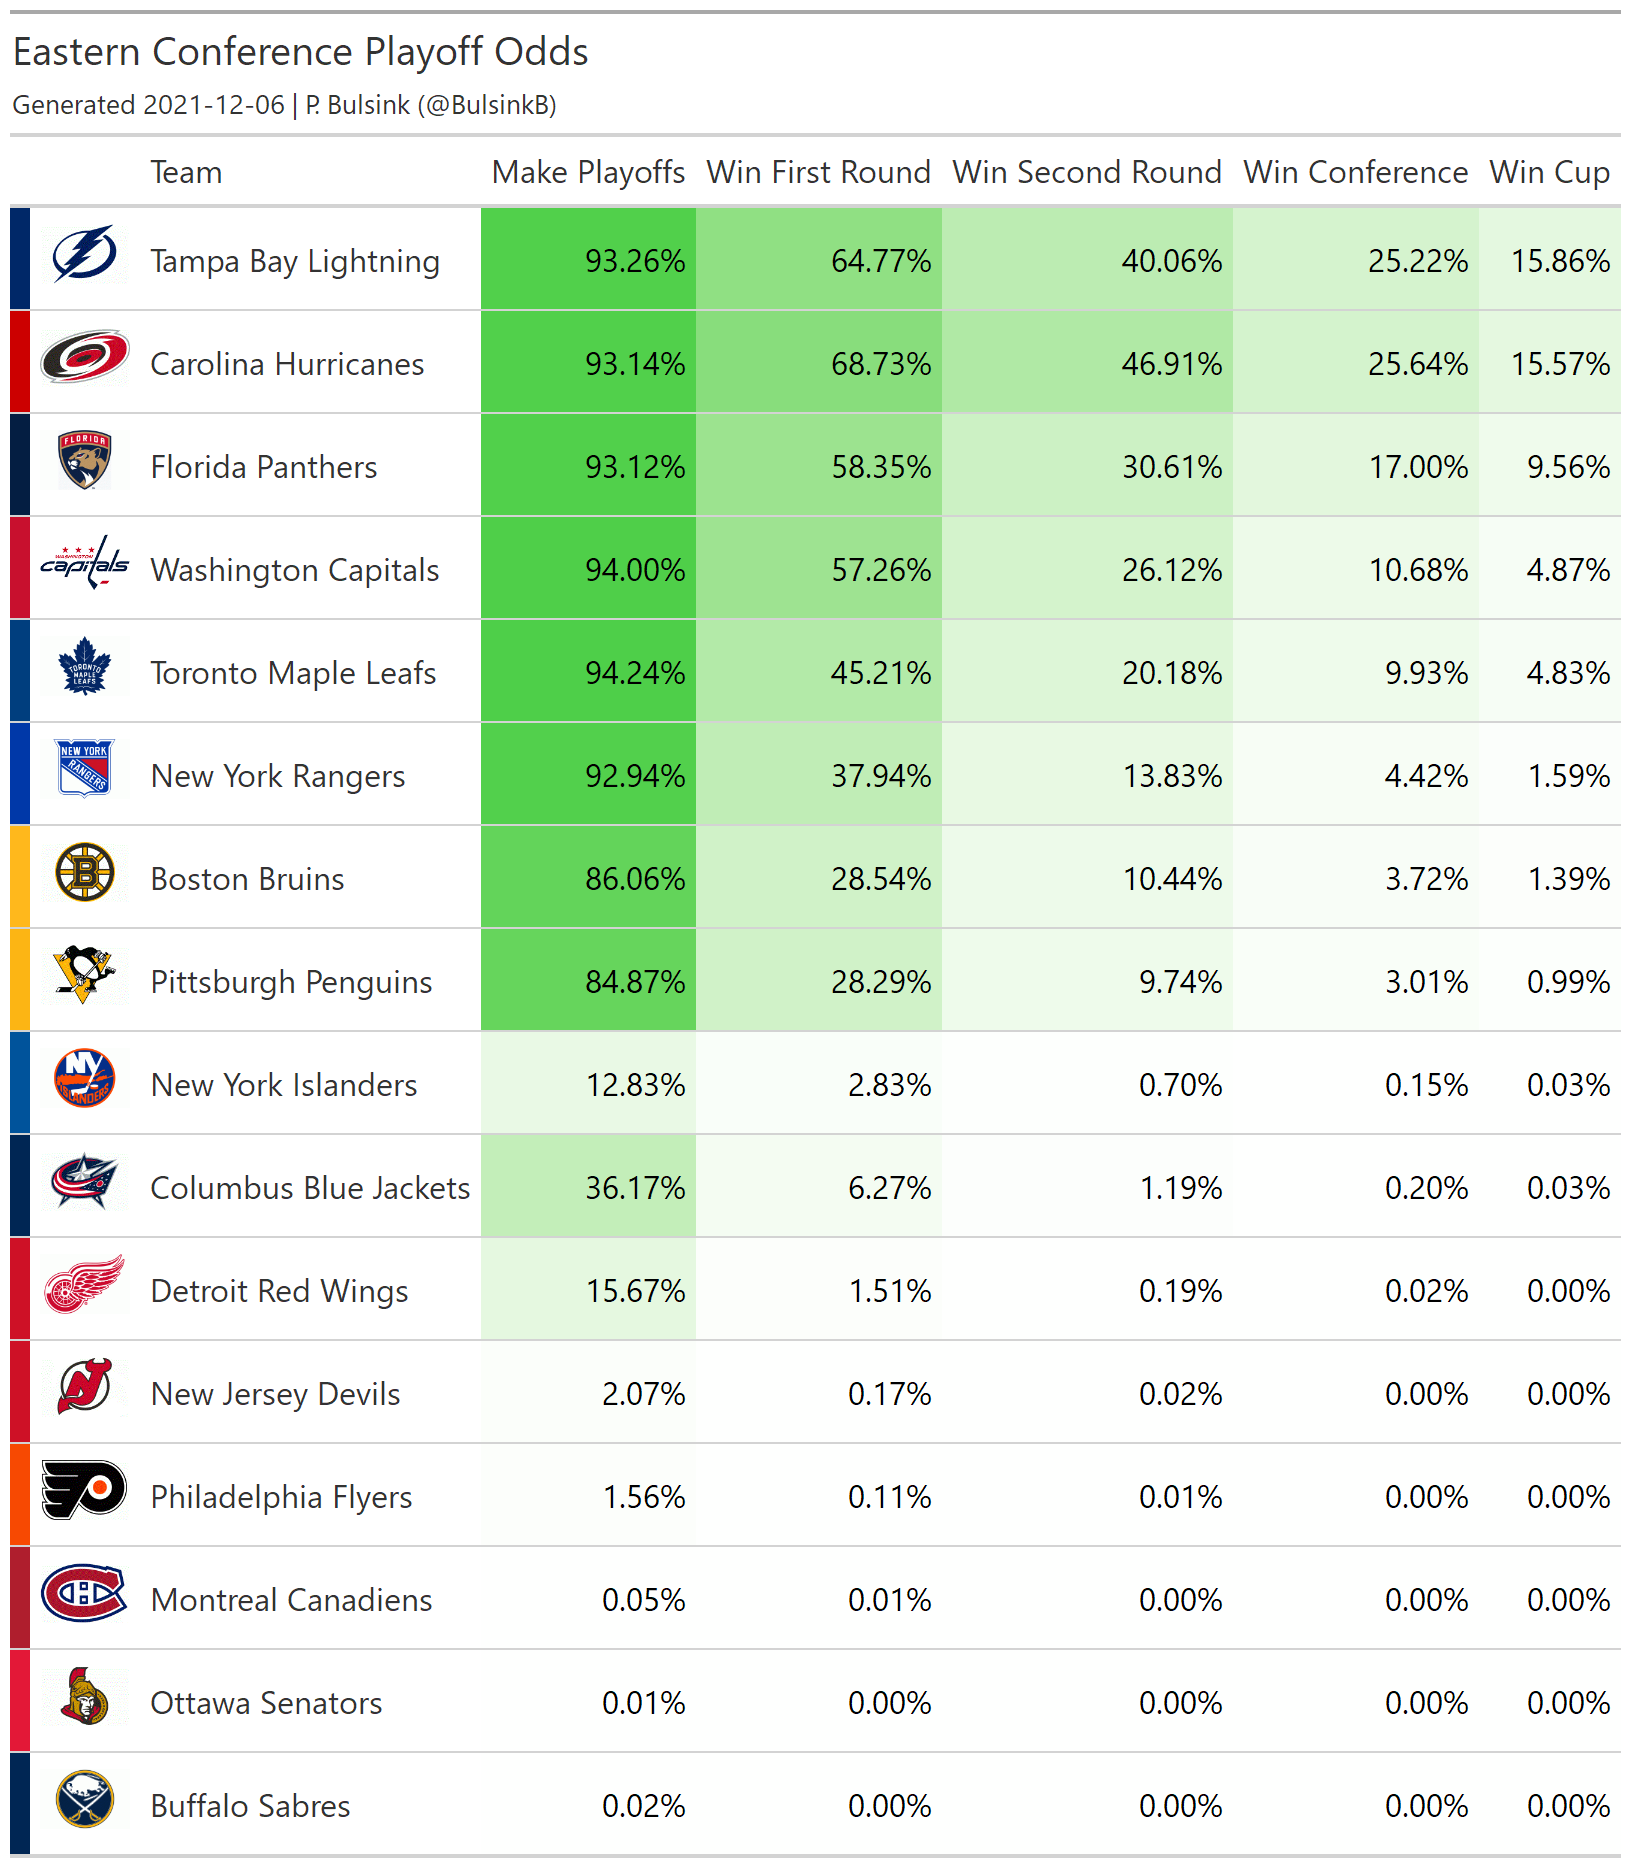 Eastern Conference Playoff Odds
Generated 2021-12-06 | P. Bulsink (@BulsinkB)
Team Make Playoffs Win First Round Win Second Round Win Conference Win Cup
Tampa Bay Lightning 93.26% 64.77% 40.06% 25.22% 15.86%
Carolina Hurricanes 93.14% 68.73% 46.91% 25.64% 15.57%
FLORIDA
Florida Panthers 93.12% 58.35% 30.61% 17.00% 9.56%
WASHINGTON
capitals
Washington Capitals 94.00% 57.26% 26.12% 10.68% 4.87%
TORONTO
MAPLE
LEAFS
Toronto Maple Leafs 94.24% 45.21% 20.18% 9.93% 4.83%
NEW YORK
RANGERS
New York Rangers 92.94% 37.94% 13.83% 4.42% 1.59%
B
Boston Bruins 86.06% 28.54% 10.44% 3.72% 1.39%
Pittsburgh Penguins 84.87% 28.29% 9.74% 3.01% 0.99%
NY
ISLANDERS
New York Islanders 12.83% 2.83% 0.70% 0.15% 0.03%
Columbus Blue Jackets 36.17% 6.27% 1.19% 0.20% 0.03%
Detroit Red Wings 15.67% 1.51% 0.19% 0.02% 0.00%
New Jersey Devils 2.07% 0.17% 0.02% 0.00% 0.00%
Philadelphia Flyers 1.56% 0.11% 0.01% 0.00% 0.00%
Montreal Canadiens 0.05% 0.01% 0.00% 0.00% 0.00%
Ottawa Senators 0.01% 0.00% 0.00% 0.00% 0.00%
Buffalo Sabres 0.02% 0.00% 0.00% 0.00% 0.00%